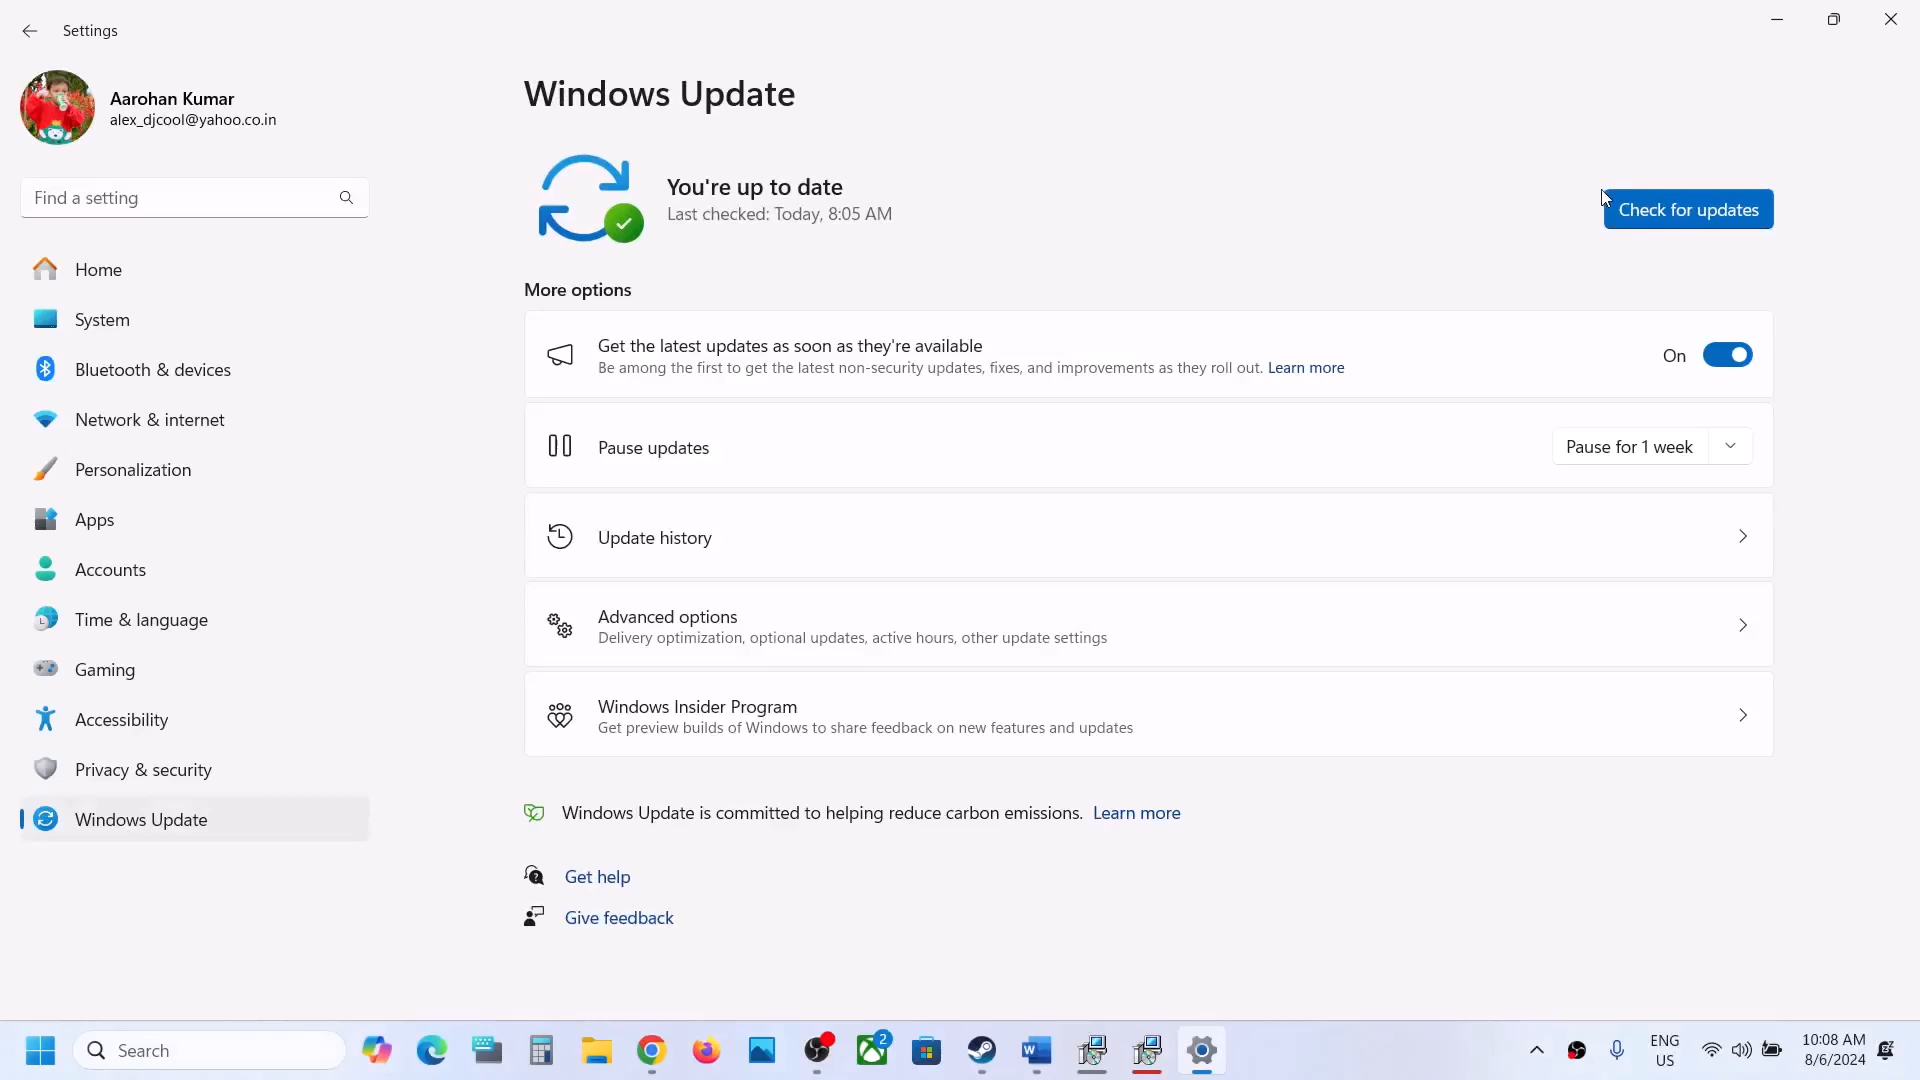 Settings
Aarohan Kumar
alex_djcool@yahoo.co.in
Find a setting
Home
System
Bluetooth & devices
Network & internet
Personalization
Apps
Accounts
Time & language
Gaming
Accessibility
Privacy & security
Windows Update
Windows Update
You're up to date
Last checked: Today, 8:05 AM
Check for updates
More options
Get the latest updates as soon as they're available
Be among the first to get the latest non-security updates, fixes, and improvements as they roll out. Learn more
On
Pause updates
Pause for 1 week
Update history
Advanced options
Delivery optimization, optional updates, active hours, other update settings
Windows Insider Program
Get preview builds of Windows to share feedback on new features and updates
Windows Update is committed to helping reduce carbon emissions. Learn more
Get help
Give feedback
Search
2
W
ENG
US
10:08 AM
8/6/2024